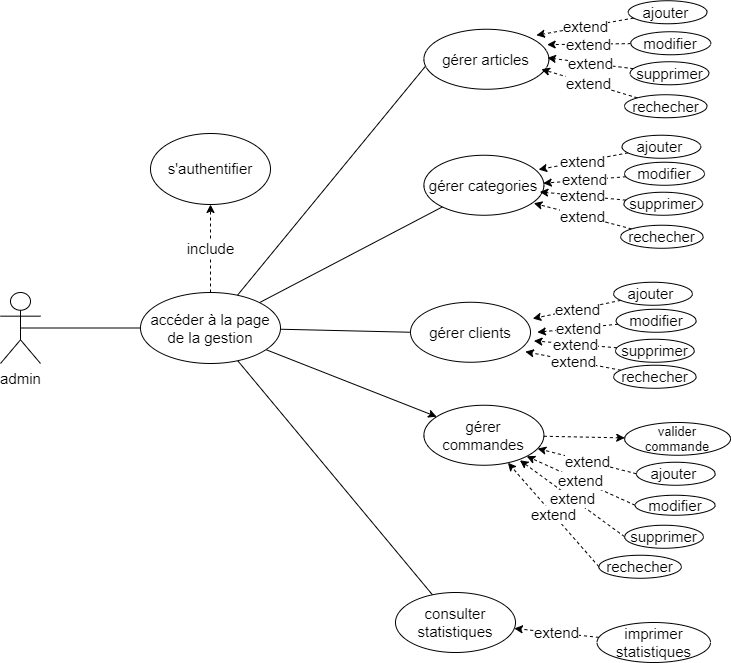 ajouter
extend
gérer articles
extend
modifier
extend
supprimer
extend
rechecher
s'authentifier
include
ajouter
extend
gérer categories
extend
modifier
extend
supprimer
extend
rechecher
admin
accéder à la page
de la gestion
ajouter
extend
gérer clients
extend
modifier
extend
supprimer
extend
rechecher
gérer
commandes
valider
commande
extend
ajouter
extend
modifier
extend
supprimer
extend
rechecher
consulter
statistiques
extend
imprimer
statistiques